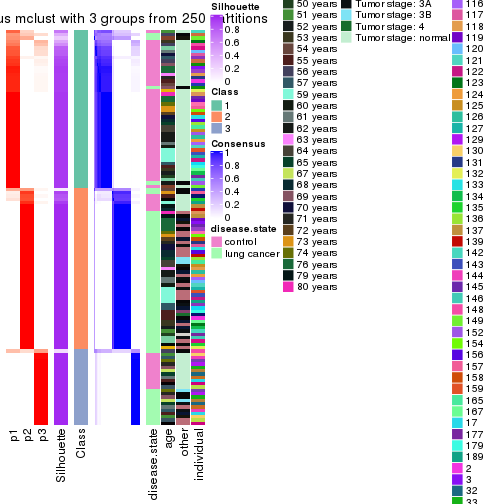 us mclust with 3 groups from 250 partitions
p1
p2
p3
Silhouette
Class
disease.state
age
other
individual
Silhouette
1
0.8
0.6
0.4
0.2
0
Class
1
2
3
Consensus
1
0.8
0.6
0.4
0.2
0
disease.state
control
lung cancer
50 years
51 years
52 years
53 years
54 years
55 years
56 years
57 years
59 years
60 years
61 years
62 years
63 years
64 years
65 years
67 years
68 years
69 years
70 years
71 years
72 years
73 years
74 years
76 years
79 years
80 years
Tumor stage: 3A
Tumor stage: 3B
Tumor stage: 4
Tumor stage: normal
116
117
118
119
120
121
122
123
124
125
126
127
129
130
131
132
133
134
135
136
137
139
142
143
144
145
146
148
149
152
154
156
157
158
159
165
167
17
177
179
189
2
3
32
33